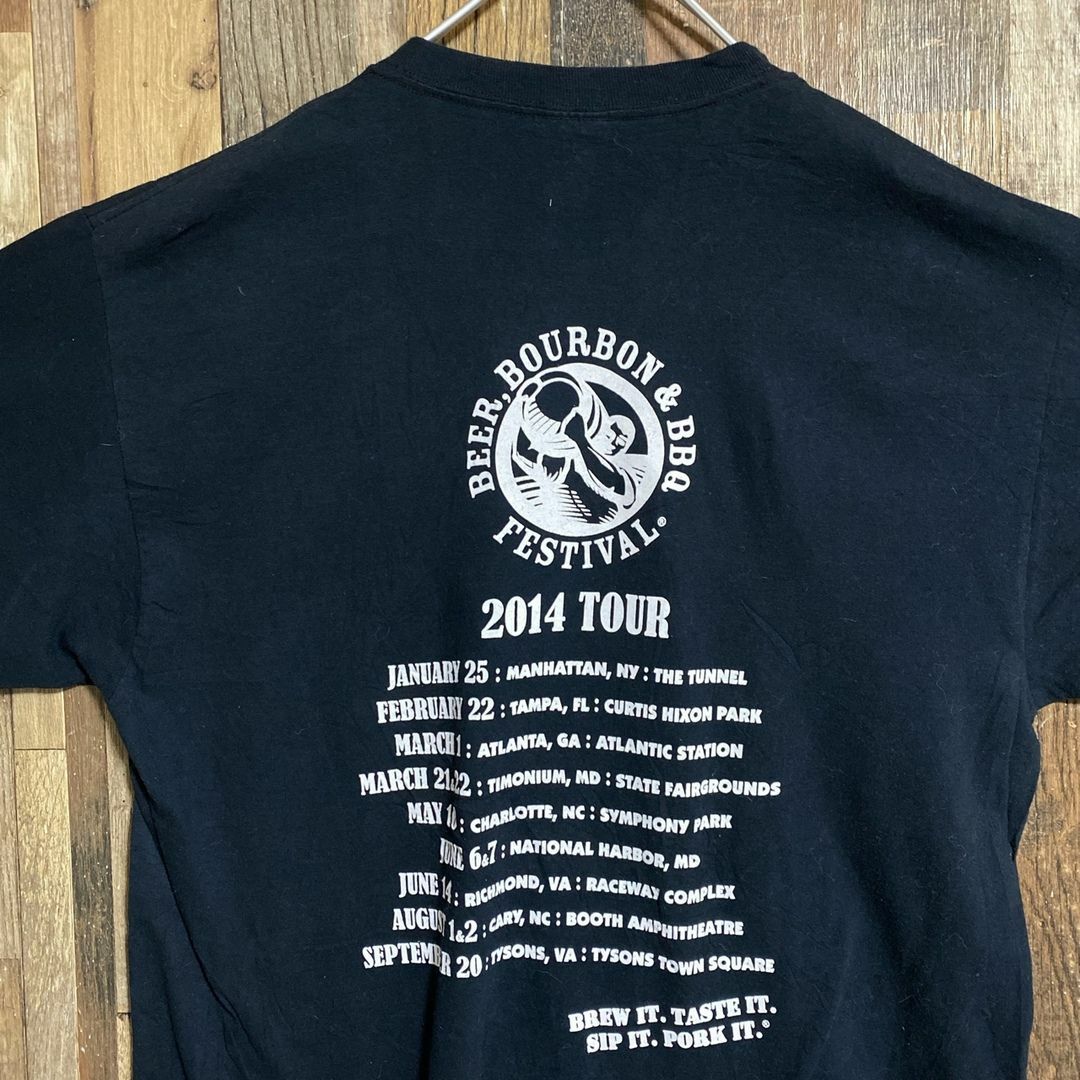 BEER, BOURBON & BBQ
FESTIVAL®
2014 TOUR
JANUARY 25 : MANHATTAN, NY : THE TUNNEL
FEBRUARY 22 : TAMPA, FL : CURTIS HIXON PARK
MARCH 1 : ATLANTA, GA : ATLANTIC STATION
MARCH 21&22 : TIMONIUM, MD : STATE FAIRGROUNDS
MAY 10 : CHARLOTTE, NC : SYMPHONY PARK
JUNE 6&7 : NATIONAL HARBOR, MD
JUNE 14 : RICHMOND, VA : RACEWAY COMPLEX
AUGUST 1&2 : CARY, NC : BOOTH AMPHITHEATRE
SEPTEMBER 20 : TYSONS, VA : TYSONS TOWN SQUARE
BREW IT. TASTE IT.
SIP IT. PORK IT.®